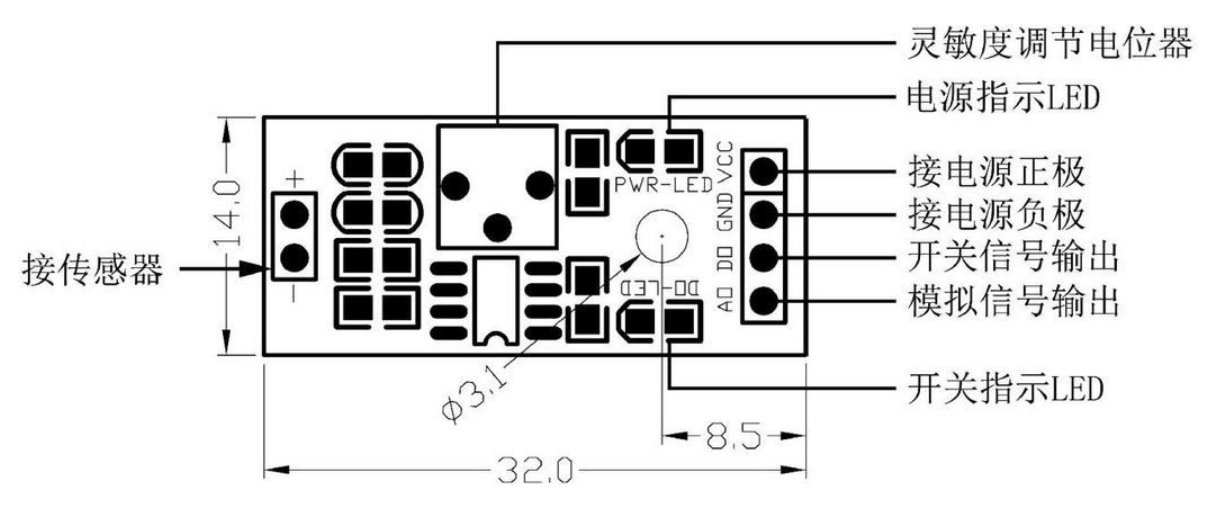 灵敏度调节电位器
电源指示LED
接电源正极
接电源负极
开关信号输出
模拟信号输出
开关指示LED
接传感器
+
-
PWR-LED
DO-LED
VCC
GND
DO
AO
14.0
Φ3.1
8.5
32.0